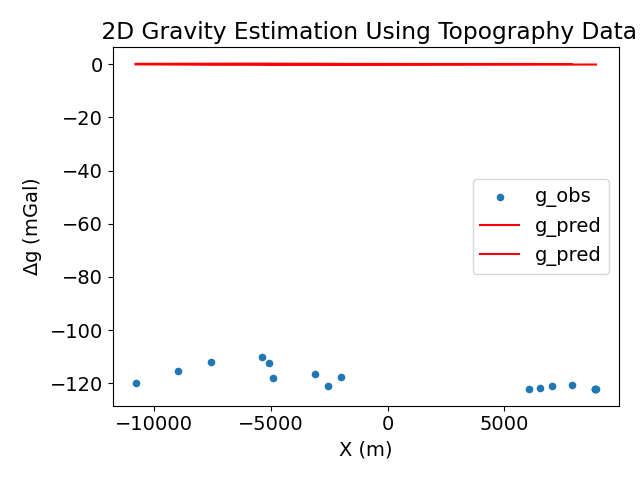 2D Gravity Estimation Using Topography Data
0
−20
−40
−60
−80
−100
−120
Δg (mGal)
g_obs
g_pred
g_pred
−10000
−5000
0
5000
X (m)